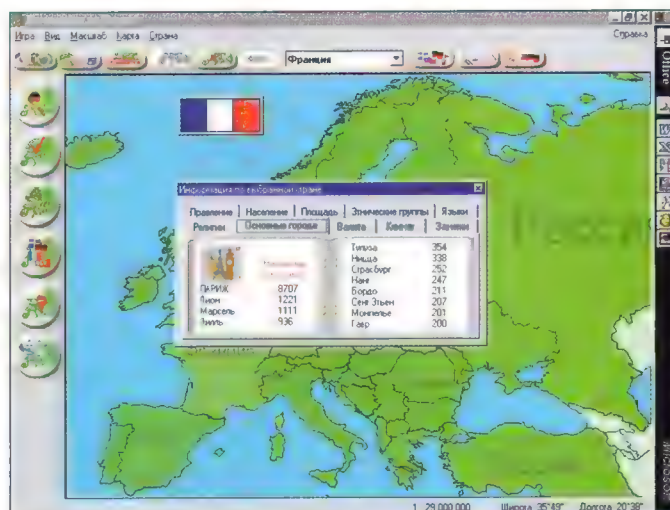 Игра Вид Масштаб Карта Страна Справка
Франция
Office
Информация по выбранной стране
Правление Население Площадь Этнические группы Языки
Религии Основные города Валюта Климат Заметки
ПАРИЖ 8707
Лион 1221
Марсель 1111
Лилль 936
Тулуза 354
Ницца 338
Страсбург 252
Нант 247
Бордо 211
Сент Этьен 207
Монпелье 201
Гавр 200
1 : 29 000 000 Широта 35°49" Долгота 20°38"
Microsoft